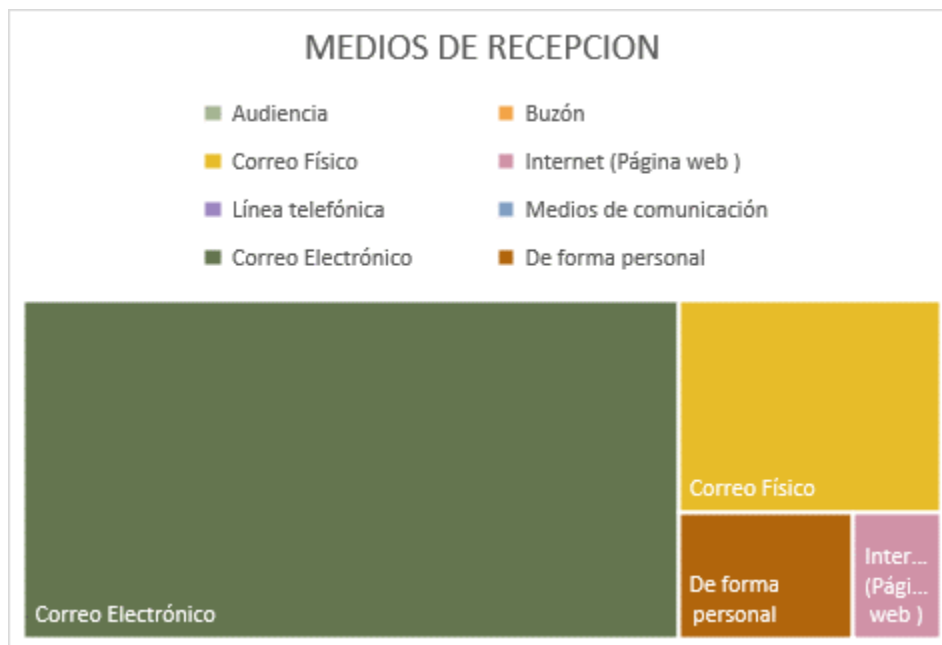 MEDIOS DE RECEPCION
Audiencia
Buzón
Correo Físico
Internet (Página web )
Línea telefónica
Medios de comunicación
Correo Electrónico
De forma personal
Correo Electrónico
Correo Físico
De forma
personal
Inter...
(Pági...
web )